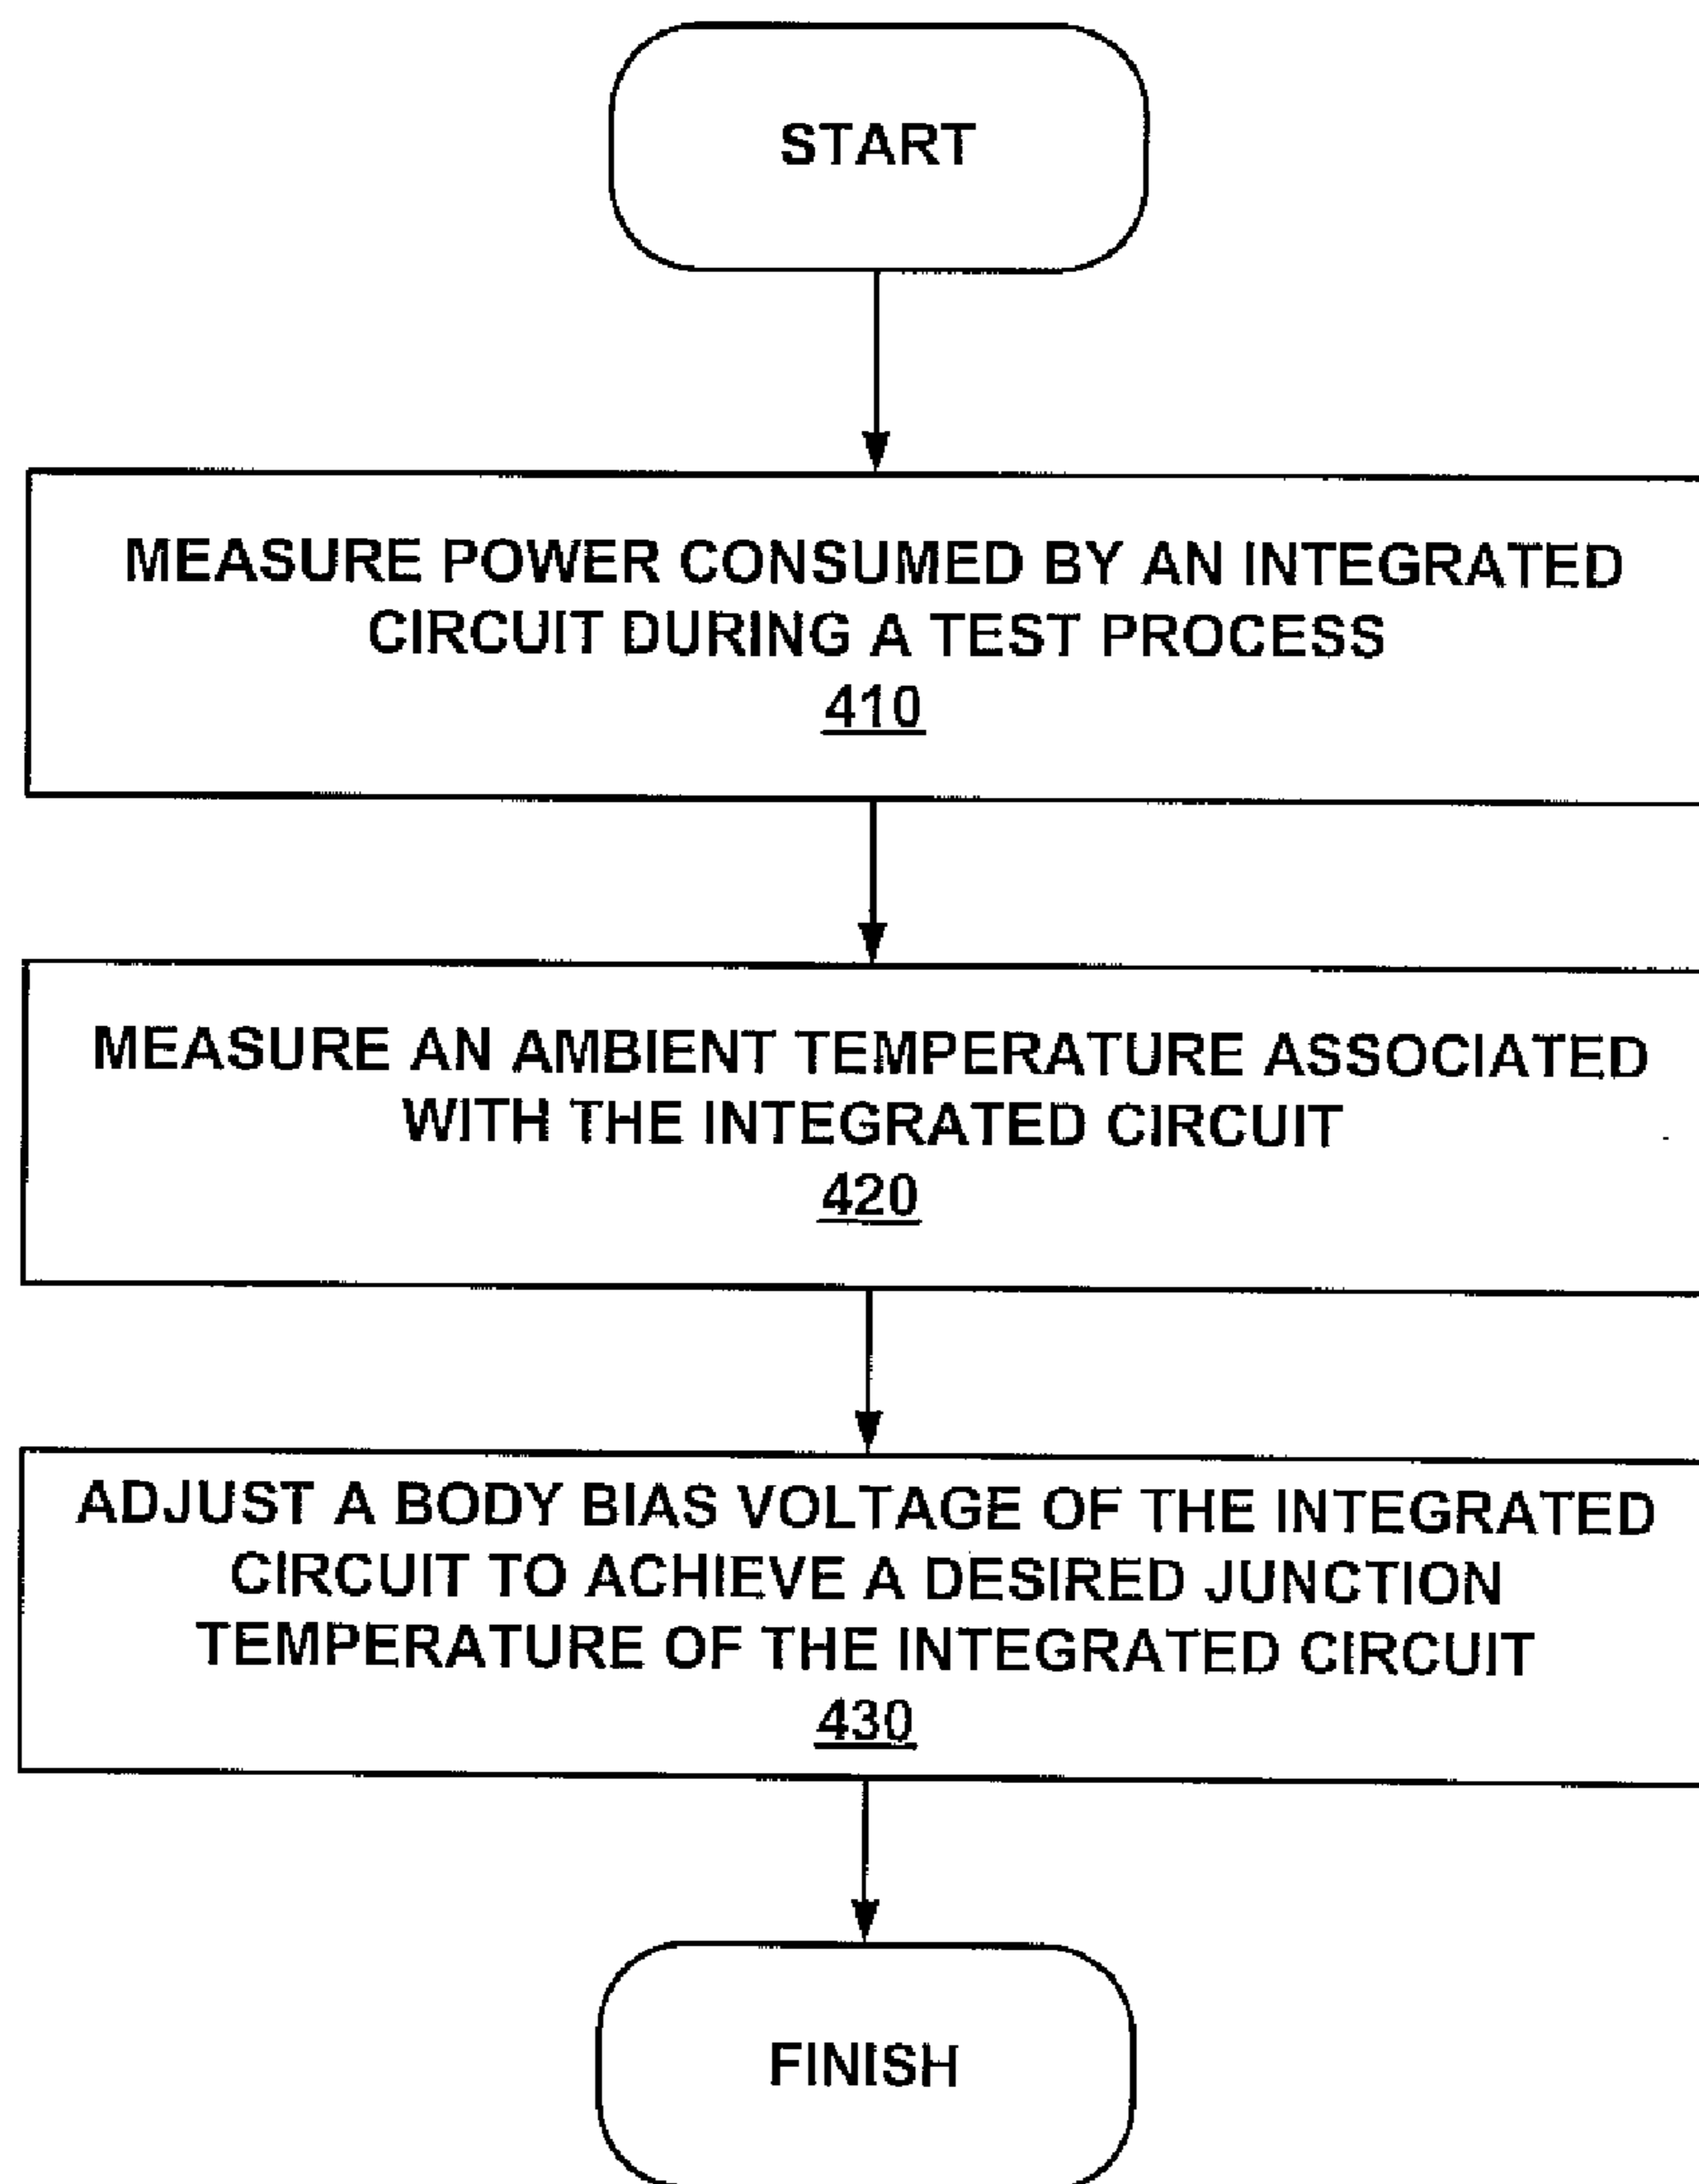 START
MEASURE POWER CONSUMED BY AN INTEGRATED
CIRCUIT DURING A TEST PROCESS
410
MEASURE AN AMBIENT TEMPERATURE ASSOCIATED
WITH THE INTEGRATED CIRCUIT
420
ADJUST A BODY BIAS VOLTAGE OF THE INTEGRATED
CIRCUIT TO ACHIEVE A DESIRED JUNCTION
TEMPERATURE OF THE INTEGRATED CIRCUIT
430
FINISH